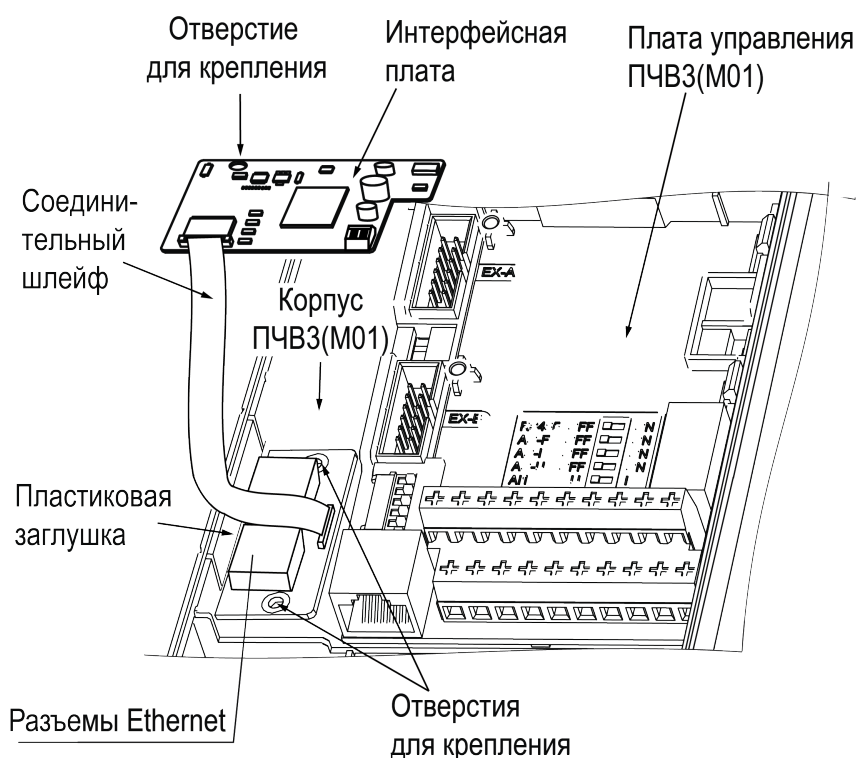 Отверстие
для крепления
Интерфейсная
плата
Плата управления
ПЧВ3(М01)
Соедини-
тельный
шлейф
EX-A
Корпус
ПЧВ3(М01)
Пластиковая
заглушка
Разъемы Ethernet
Отверстия
для крепления